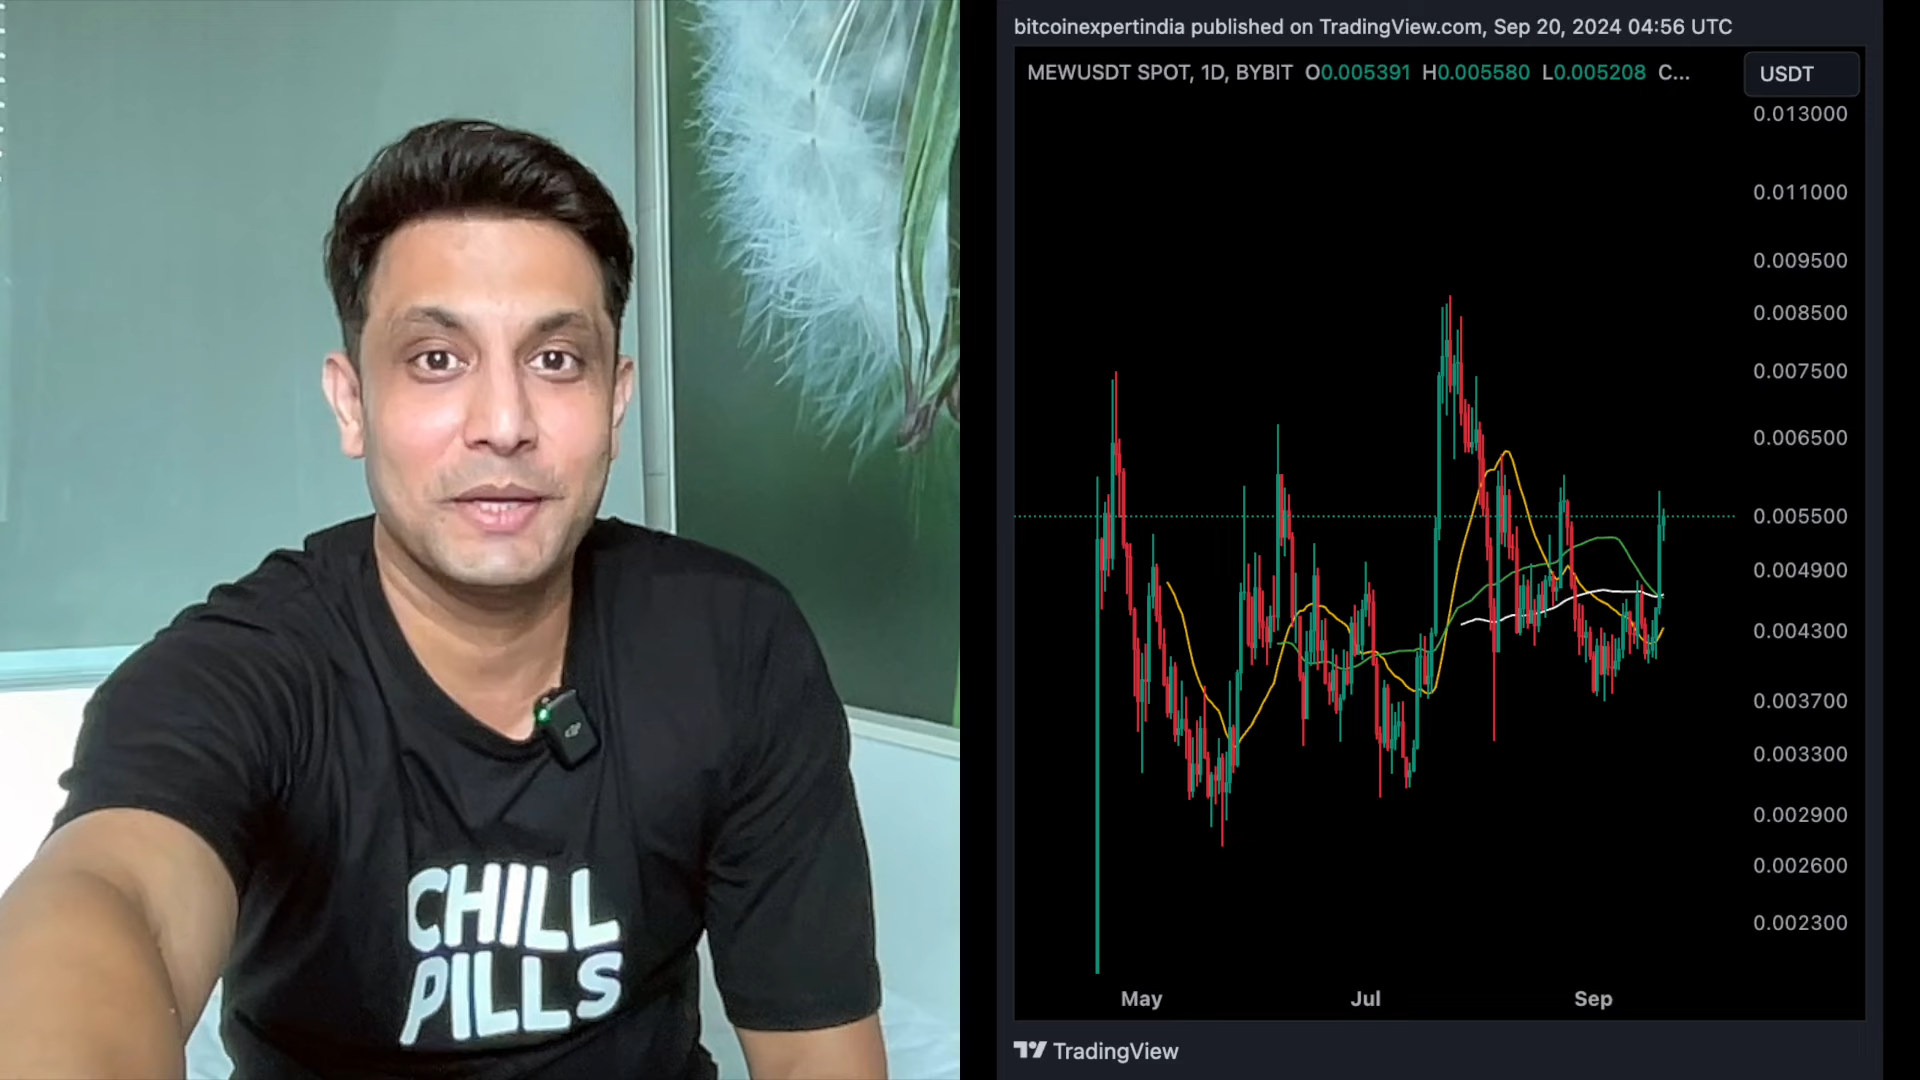 CHILL
PILLS
bitcoinexpertindia published on TradingView.com, Sep 20, 2024 04:56 UTC
MEWUSDT SPOT, 1D, BYBIT O0.005391 H0.005580 L0.005208 C...
USDT
0.013000
0.011000
0.009500
0.008500
0.007500
0.006500
0.005500
0.004900
0.004300
0.003700
0.003300
0.002900
0.002600
0.002300
May Jul Sep
TradingView